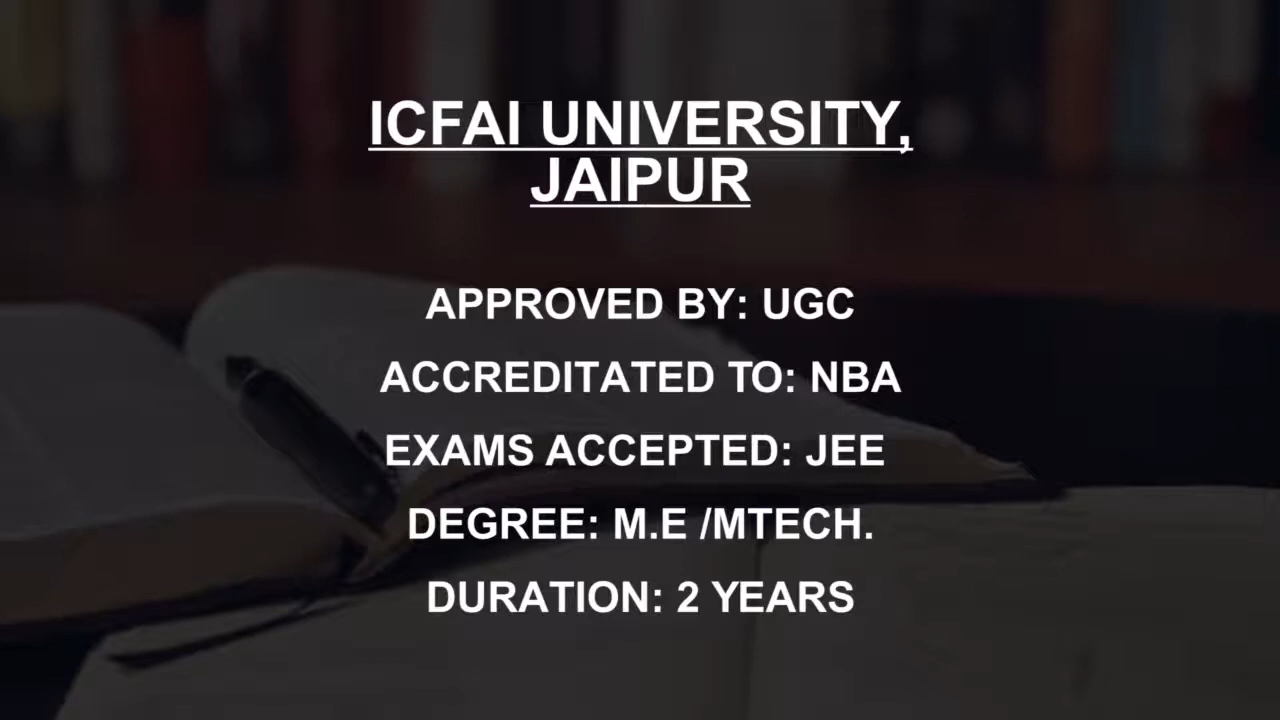 ICFAI UNIVERSITY,
JAIPUR
APPROVED BY: UGC
ACCREDITATED TO: NBA
EXAMS ACCEPTED: JEE
DEGREE: M.E /MTECH.
DURATION: 2 YEARS